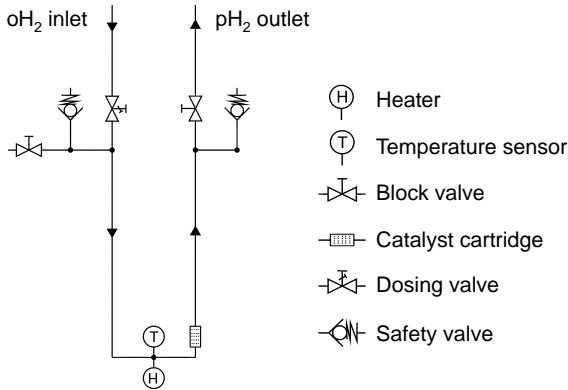 oH₂ inlet
pH₂ outlet
H Heater
T Temperature sensor
Block valve
Catalyst cartridge
Dosing valve
Safety valve
T
H